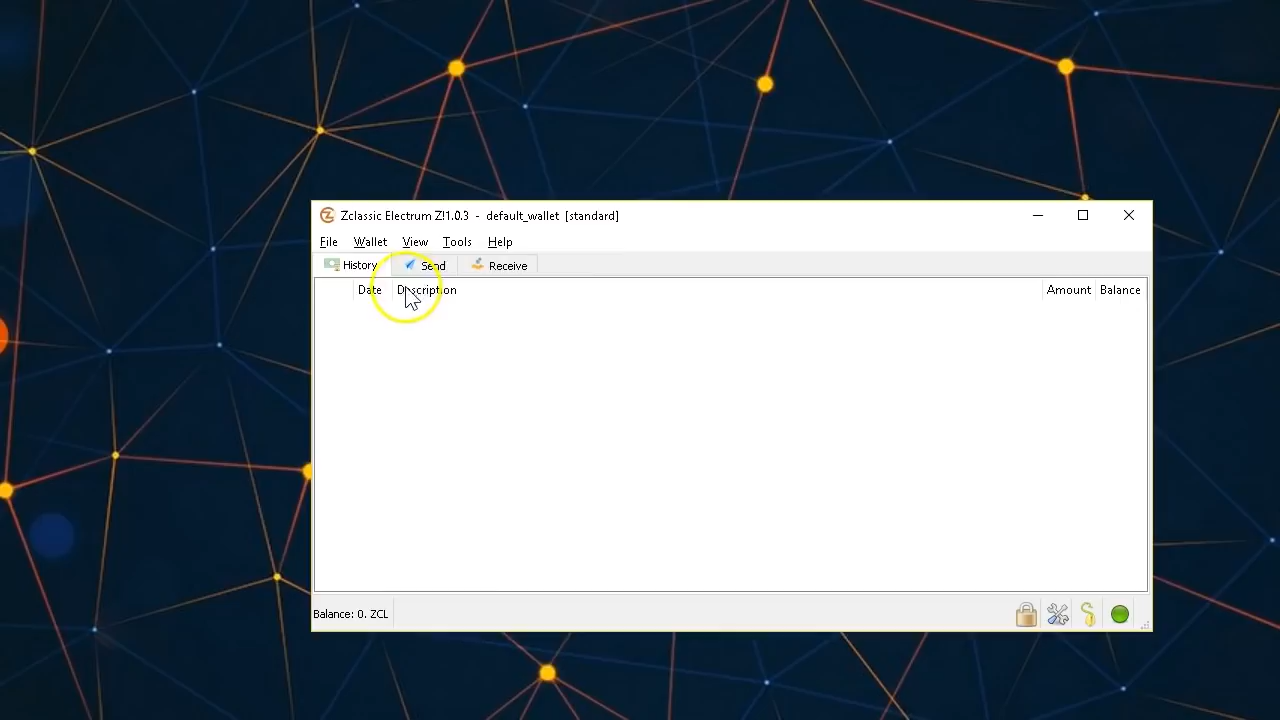 Zclassic Electrum Z!1.0.3 - default_wallet [standard]
File Wallet View Tools Help
History Send Receive
Date Description Amount Balance
Balance: 0. ZCL